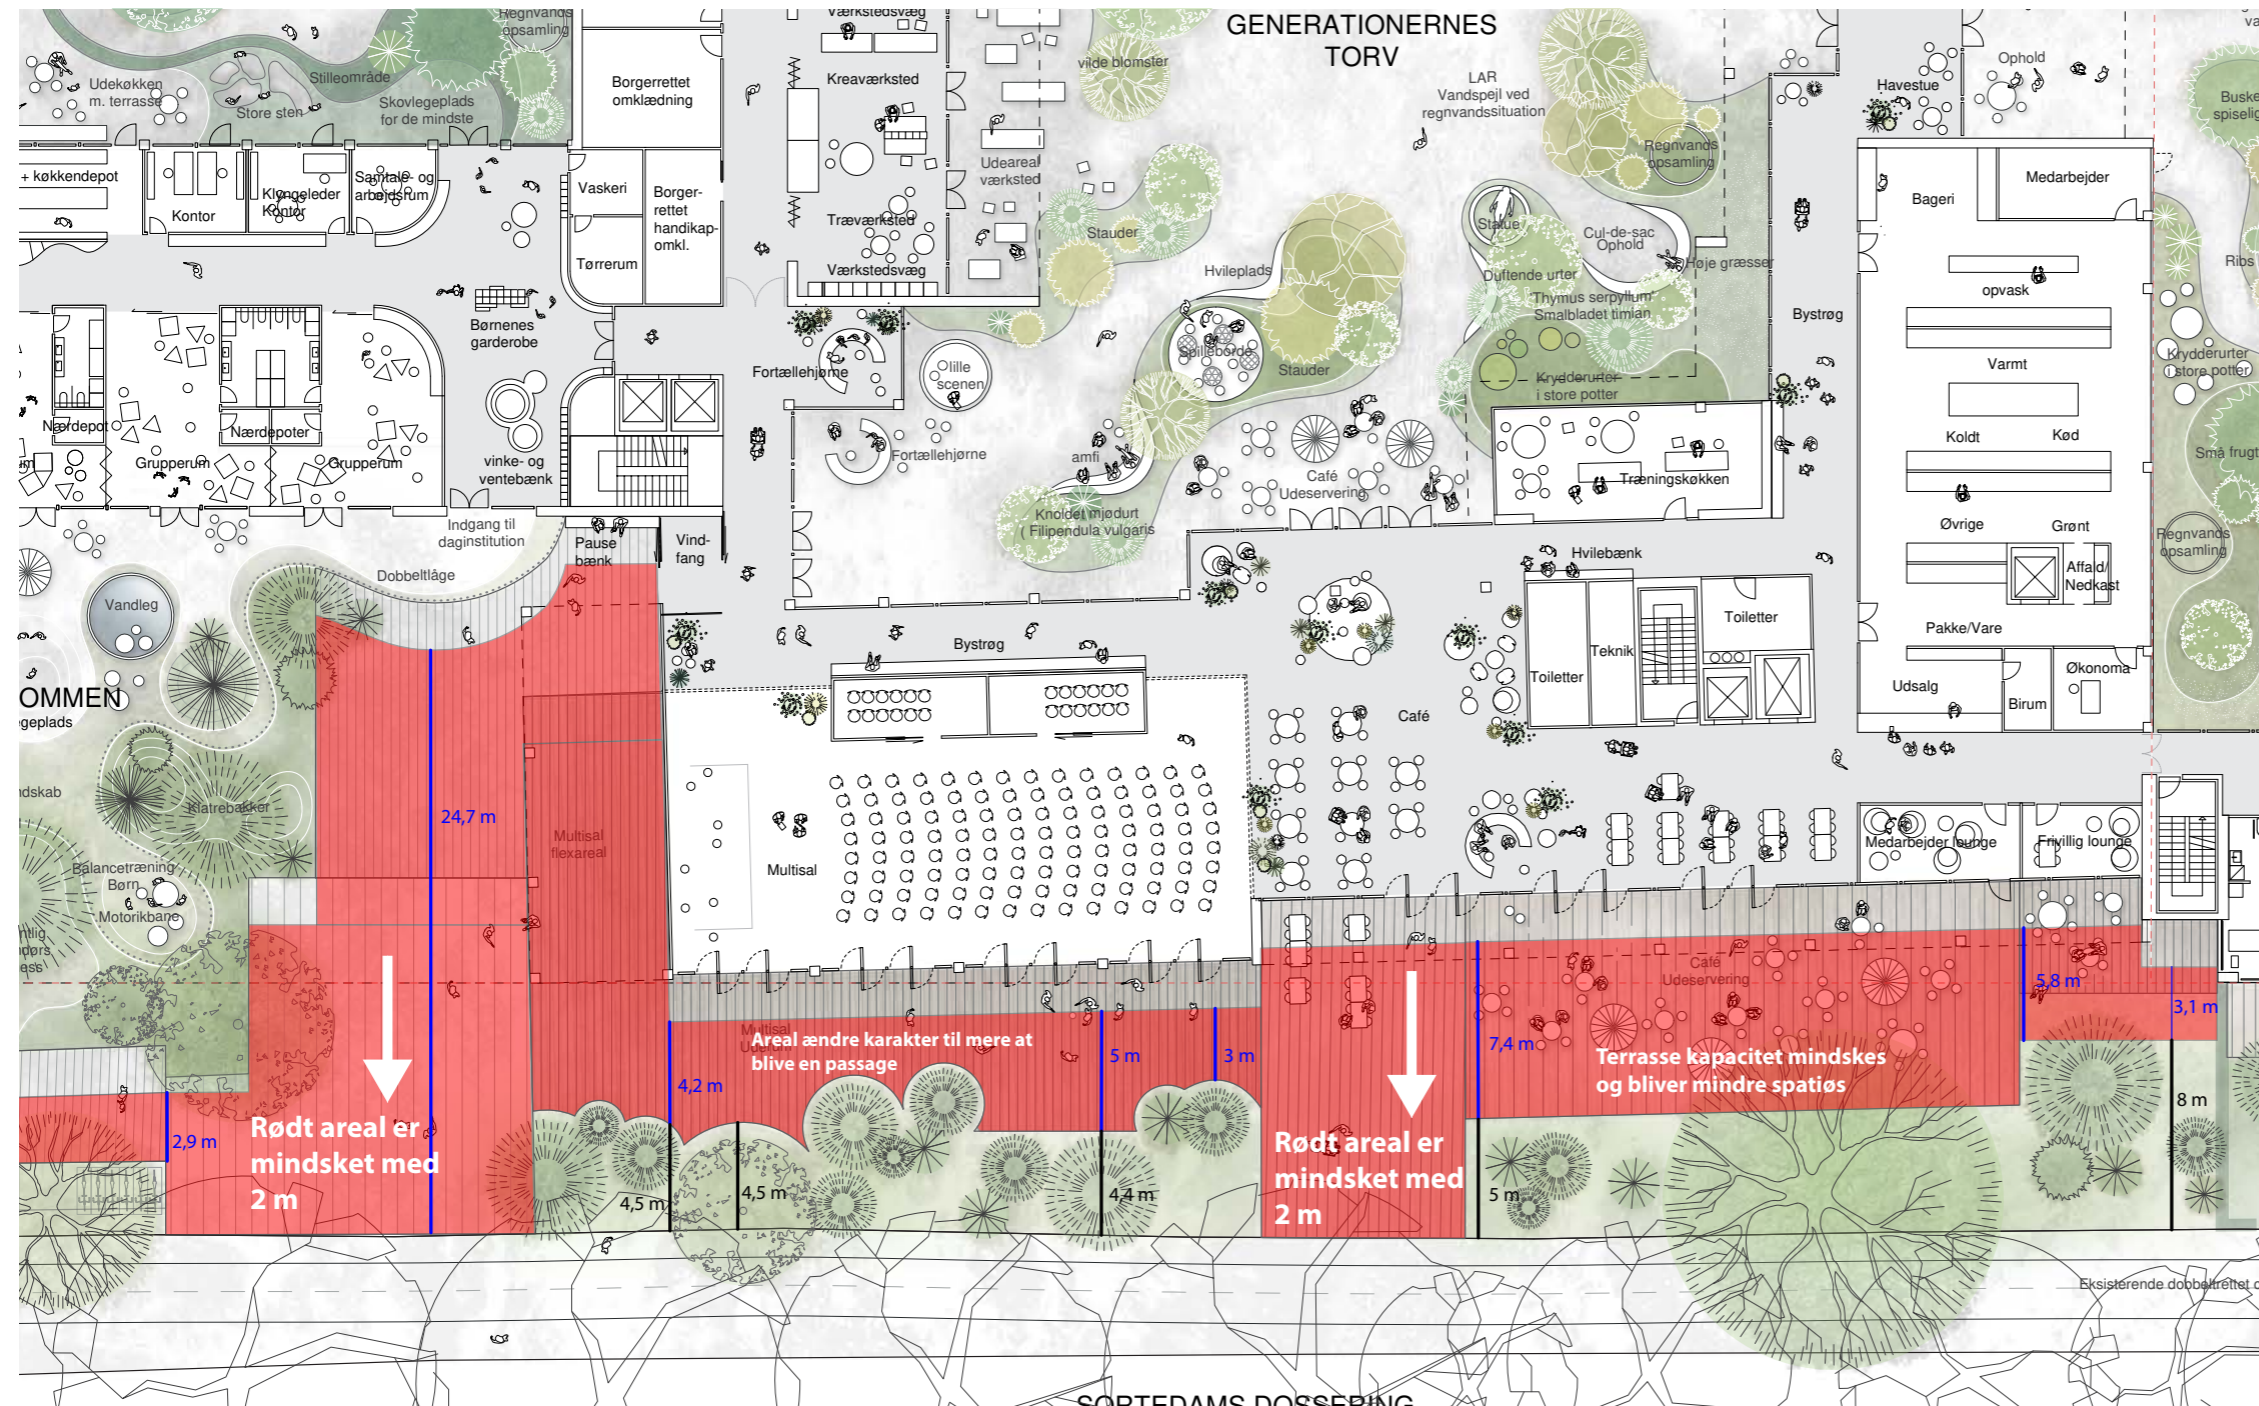 Regnvands
opsamling
Værkstedsvæg
GENERATIONERNES
TORV
Udekøkken
m. terrasse
Stilleområde
Store sten
Skovlegeplads
for de mindste
Borgerrettet
omklædning
Kreaværksted
vilde blomster
LAR
Vandspejl ved
regnvandssituation
Havestue
Ophold
Buske
spiselig
+ køkkendepot
Kontor
Klyngeleder
Kontor
Samtale- og
arbejdsrum
Vaskeri
Borger-
rettet
handikap-
omkl.
Tørrerum
Udeareal
værksted
Træværksted
Værkstedsvæg
Stauder
Regnvands
opsamling
Bageri
Medarbejder
Statue
Cul-de-sac
Ophold
Hvileplads
Duftende urter
Høje græsser
Ribs
Thymus serpyllum'
Smalbladet timian
opvask
Bystrøg
Børnenes
garderobe
Fortællehjørne
lille
scenen
Spilleborde
Stauder
Krydderurter
i store potter
Varmt
Krydderurter
i store potter
Nærdepot
Nærdepoter
Grupperum
Grupperum
vinke- og
ventebænk
Fortællehjørne
amfi
Café
Udeservering
Træningskøkken
Koldt
Kød
Små frugt
Knoldet mjødurt
( Filipendula vulgaris
Øvrige
Grønt
Regnvands
opsamling
Indgang til
daginstitution
Pause
bænk
Vind-
fang
Hvilebænk
Affald/
Nedkast
Dobbeltlåge
Vandleg
Bystrøg
Toiletter
Teknik
Toiletter
Pakke/Vare
Udsalg
Birum
Økonoma
OMMEN
egeplads
Café
Klatrebakker
24,7 m
Multisal
flexareal
Multisal
Medarbejder lounge
Frivillig lounge
Balancetræning
Børn
Motorikbane
Café
Udeservering
5,8 m
3,1 m
Multisal
Areal ændre karakter til mere at
blive en passage
5 m
3 m
7,4 m
Terrasse kapacitet mindskes
og bliver mindre spatiøs
4,2 m
8 m
2,9 m
Rødt areal er
mindsket med
2 m
Rødt areal er
mindsket med
2 m
4,5 m
4,5 m
4,4 m
5 m
Eksisterende dobbeltrettet c
SORTEDAMS DOSSERING